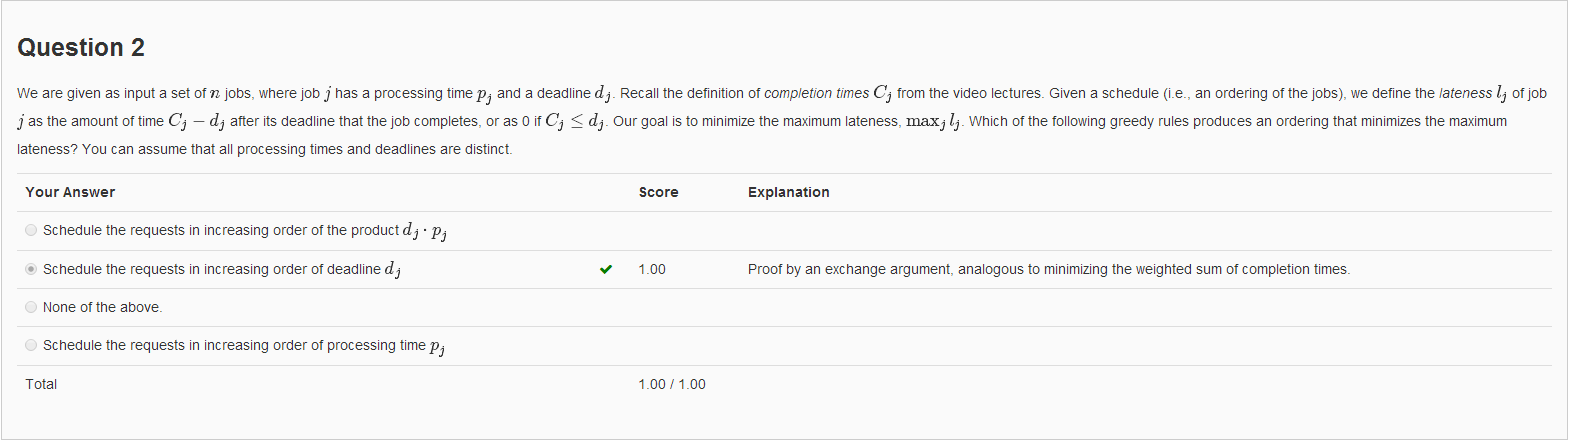 Question 2
We are given as input a set of n jobs, where job j has a processing time p_j and a deadline d_j. Recall the definition of completion times C_j from the video lectures. Given a schedule (i.e., an ordering of the jobs), we define the lateness l_j of job
j as the amount of time C_j − d_j after its deadline that the job completes, or as 0 if C_j ≤ d_j. Our goal is to minimize the maximum lateness, max_j l_j. Which of the following greedy rules produces an ordering that minimizes the maximum
lateness? You can assume that all processing times and deadlines are distinct.
Your Answer Score Explanation
Schedule the requests in increasing order of the product d_j · p_j
Schedule the requests in increasing order of deadline d_j ✔ 1.00 Proof by an exchange argument, analogous to minimizing the weighted sum of completion times.
None of the above.
Schedule the requests in increasing order of processing time p_j
Total 1.00 / 1.00